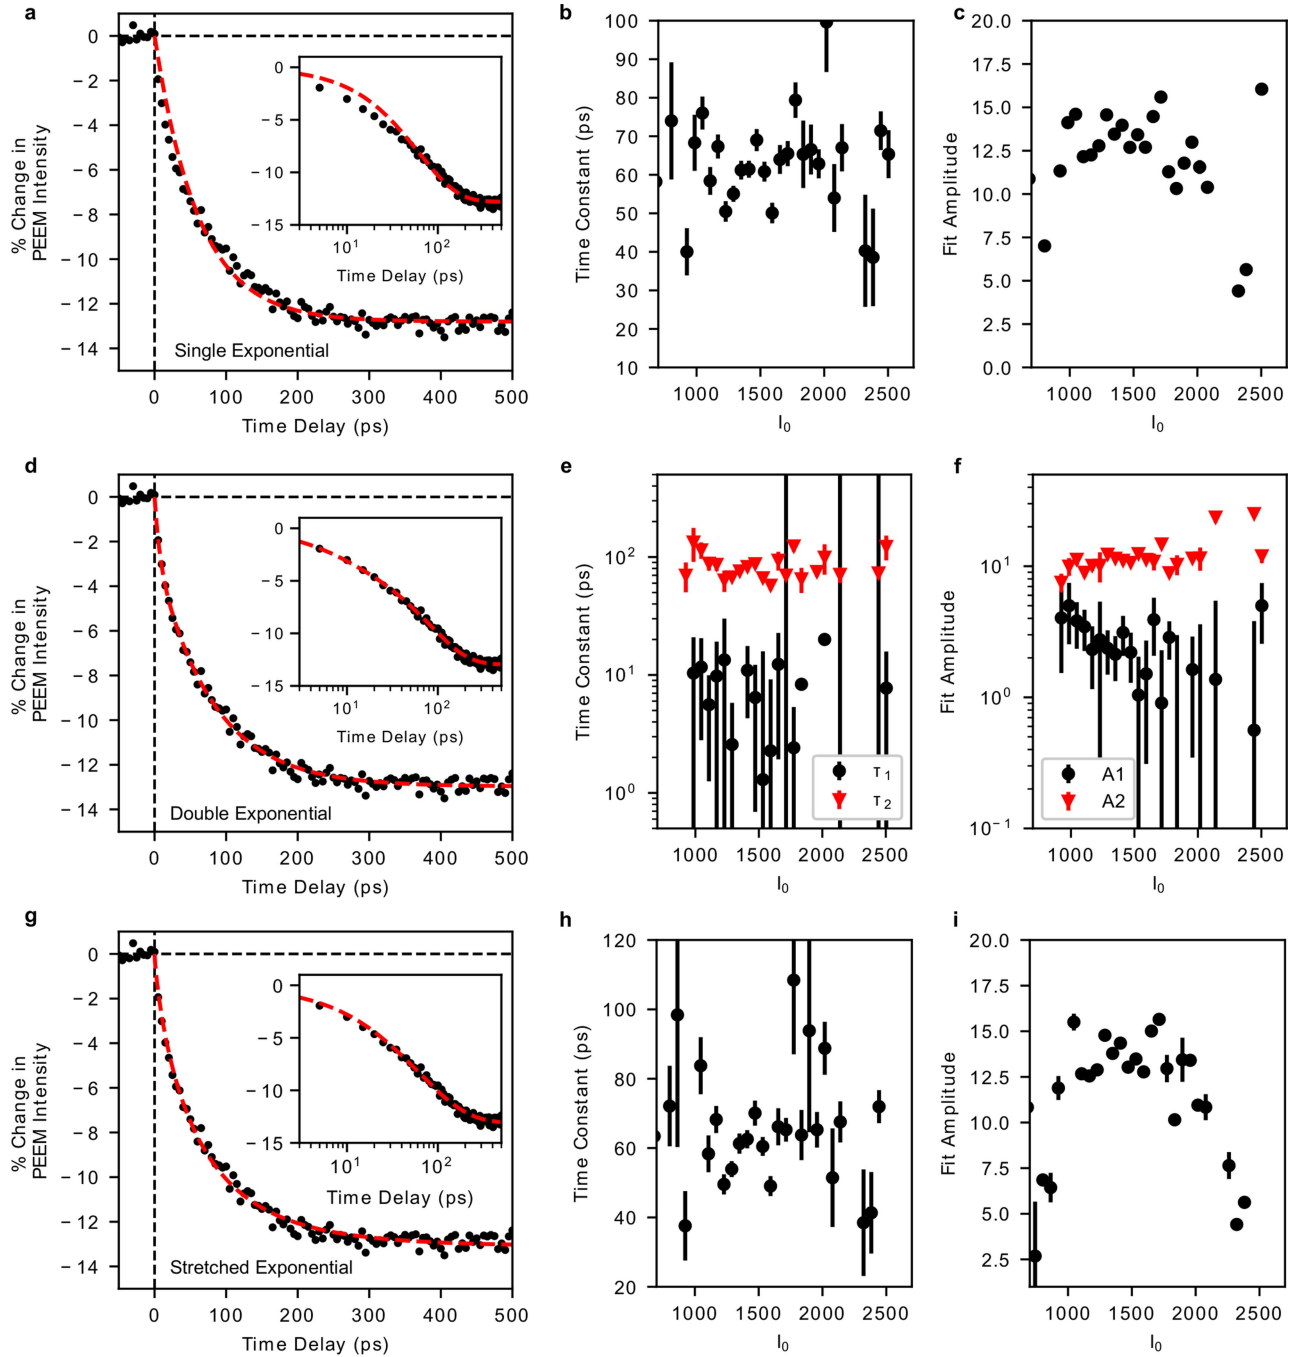 a
% Change in
PEEM Intensity
0
−2
−4
−6
−8
−10
−12
−14
0
−5
−10
−15
10¹ 10²
Time Delay (ps)
Single Exponential
0 100 200 300 400 500
Time Delay (ps)
b
Time Constant (ps)
100
90
80
70
60
50
40
30
20
10
1000 1500 2000 2500
I₀
c
Fit Amplitude
20.0
17.5
15.0
12.5
10.0
7.5
5.0
2.5
0.0
1000 1500 2000 2500
I₀
d
% Change in
PEEM Intensity
0
−2
−4
−6
−8
−10
−12
−14
0
−5
−10
−15
10¹ 10²
Time Delay (ps)
Double Exponential
0 100 200 300 400 500
Time Delay (ps)
e
Time Constant (ps)
10²
10¹
10⁰
τ₁
τ₂
1000 1500 2000 2500
I₀
f
Fit Amplitude
10¹
10⁰
10⁻¹
A1
A2
1000 1500 2000 2500
I₀
g
% Change in
PEEM Intensity
0
−2
−4
−6
−8
−10
−12
−14
0
−5
−10
−15
10¹ 10²
Time Delay (ps)
Stretched Exponential
0 100 200 300 400 500
Time Delay (ps)
h
Time Constant (ps)
120
100
80
60
40
20
1000 1500 2000 2500
I₀
i
Fit Amplitude
20.0
17.5
15.0
12.5
10.0
7.5
5.0
2.5
1000 1500 2000 2500
I₀